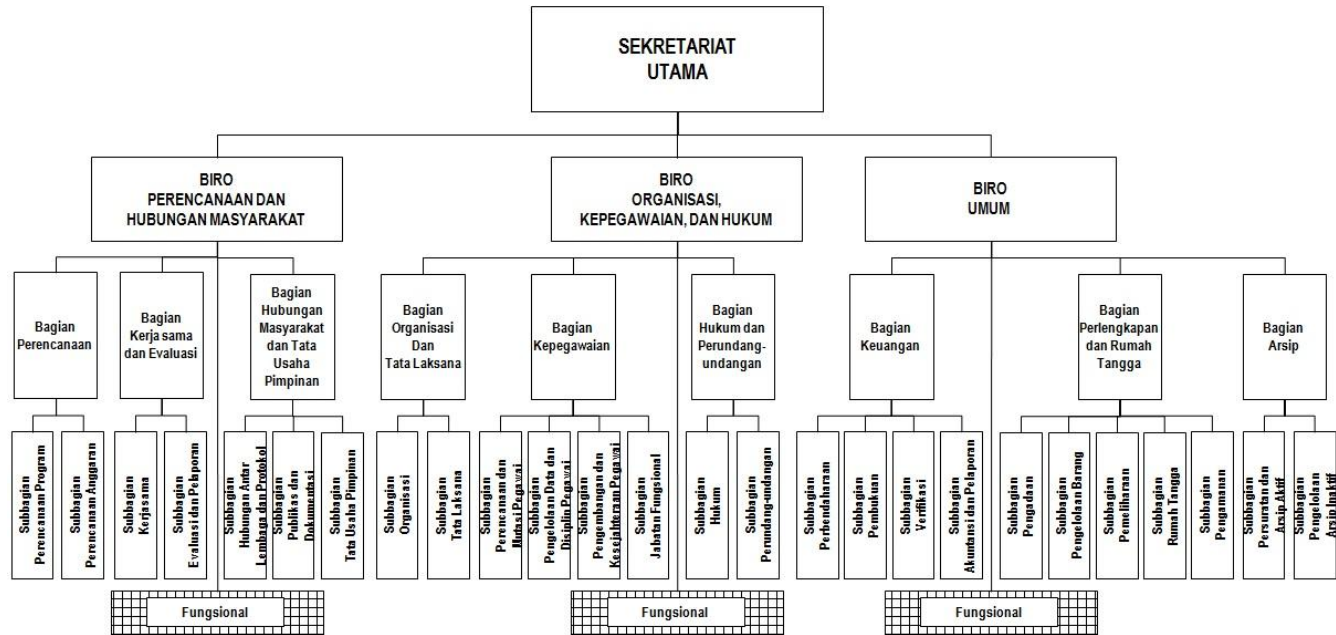 SEKRETARIAT
UTAMA
BIRO
PERENCANAAN DAN
HUBUNGAN MASYARAKAT
BIRO
ORGANISASI,
KEPEGAWAIAN, DAN HUKUM
BIRO
UMUM
Bagian
Perencanaan
Bagian
Kerja sama
dan Evaluasi
Bagian
Hubungan
Masyarakat
dan Tata
Usaha
Pimpinan
Bagian
Organisasi
Dan
Tata Laksana
Bagian
Kepegawaian
Bagian
Hukum dan
Perundang-
undangan
Bagian
Keuangan
Bagian
Perlengkapan
dan Rumah
Tangga
Bagian
Arsip
Subbagian
Perencanaan Program
Subbagian
Perencanaan Anggaran
Subbagian
Kerjasama
Subbagian
Evaluasi dan Pelaporan
Subbagian
Hubungan Antar
Lembaga dan Protokol
Subbagian
Publikas dan
Dokumentasi
Subbagian
Tata Usaha Pimpinan
Subbagian
Organisasi
Subbagian
Tata Laksana
Subbagian
Perencanaan dan
Mutasi Pegawai
Subbagian
Pengelolaan Data dan
Disiplin Pegawai
Subbagian
Pengembangan dan
Kesejahteraan Pegawai
Subbagian
Jabatan Fungsional
Subbagian
Hukum
Subbagian
Perundang-undangan
Subbagian
Perbendaharaan
Subbagian
Pembukuan
Subbagian
Verifikasi
Subbagian
Akuntansi dan Pelaporan
Subbagian
Pengadaan
Subbagian
Pengelolaan Barang
Subbagian
Pemeliharaan
Subbagian
Rumah Tangga
Subbagian
Pengamanan
Subbagian
Persuratan dan
Arsip Aktif
Subbagian
Pengelolaan
Arsip Inaktif
Fungsional
Fungsional
Fungsional